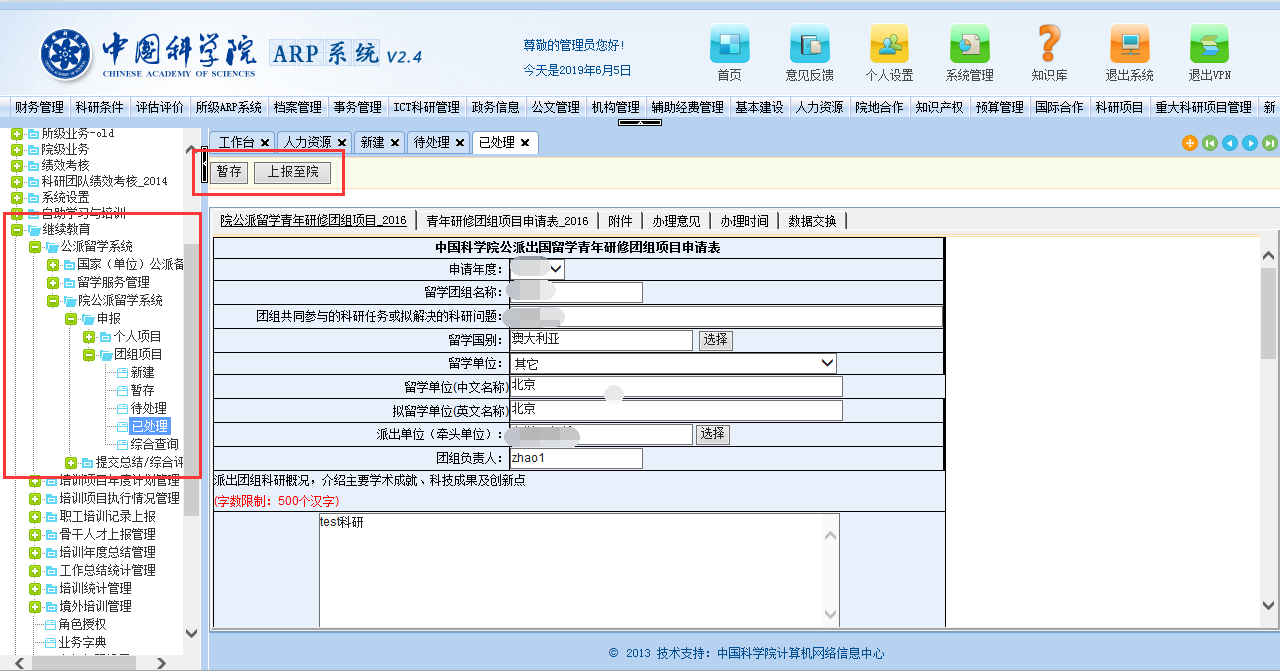 中国科学院
CHINESE ACADEMY OF SCIENCES
ARP 系统 V2.4
尊敬的管理员您好！
今天是2019年6月5日
首页 意见反馈 个人设置 系统管理 知识库 退出系统 退出VPN
财务管理 科研条件 评估评价 所级ARP系统 档案管理 事务管理 ICT科研管理 政务信息 公文管理 机构管理 辅助经费管理 基本建设 人力资源 院地合作 知识产权 预算管理 国际合作 科研项目 重大科研项目管理 新
所级业务-old
院级业务
绩效考核
科研团队绩效考核_2014
系统设置
自助学习与培训
继续教育
公派留学系统
国家（单位）公派备
留学服务管理
院公派留学系统
申报
个人项目
团组项目
新建
暂存
待处理
已处理
综合查询
提交总结/综合评
培训项目年度计划管理
培训项目执行情况管理
职工培训记录上报
骨干人才上报管理
培训年度总结管理
工作总结统计管理
培训统计管理
境外培训管理
角色授权
业务字典
工作台 人力资源 新建 待处理 已处理
暂存 上报至院
院公派留学青年研修团组项目_2016 青年研修团组项目申请表_2016 附件 办理意见 办理时间 数据交换
中国科学院公派出国留学青年研修团组项目申请表
申请年度：
留学团组名称：
团组共同参与的科研任务或拟解决的科研问题：
留学国别： 澳大利亚 选择
留学单位： 其它
留学单位(中文名称) 北京
拟留学单位(英文名称) 北京
派出单位（牵头单位）： 选择
团组负责人： zhao1
派出团组科研概况，介绍主要学术成就、科技成果及创新点
(字数限制：500个汉字)
test科研
© 2013 技术支持：中国科学院计算机网络信息中心